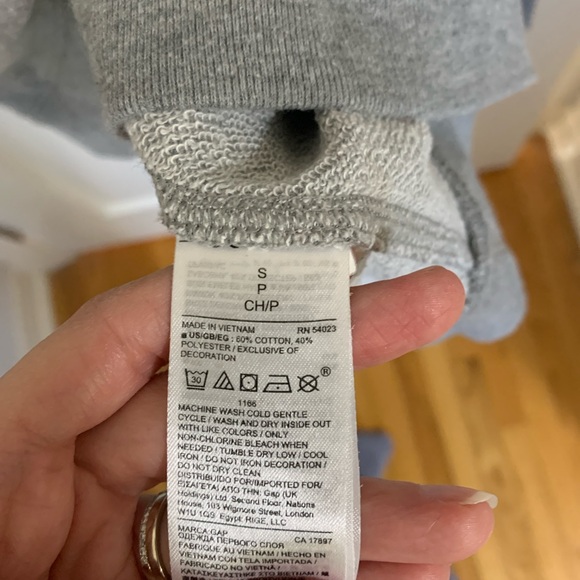 S
P
CH/P
MADE IN VIETNAM RN 54023
■ US/GB/EG : 60% COTTON, 40%
POLYESTER / EXCLUSIVE OF
DECORATION
30 ®
1166
MACHINE WASH COLD GENTLE
CYCLE / WASH AND DRY INSIDE OUT
WITH LIKE COLORS / ONLY
NON-CHLORINE BLEACH WHEN
NEEDED / TUMBLE DRY LOW / COOL
IRON / DO NOT IRON DECORATION /
DO NOT DRY CLEAN
DISTRIBUIDO POR/IMPORTED FOR/
ΕΙΣΑΓΕΤΑΙ ΑΠΟ ΤΗΝ: Gap (UK
Holdings) Ltd, Second Floor, Nations
House, 103 Wigmore Street, London
W1U 1QS Egypt: RIGE, LLC
MARCA GAP CA 17897
ОДЕЖДА ПЕРВОГО СЛОЯ
FABRIQUE AU VIETNAM / HECHO EN
VIETNAM CON TELA IMPORTADA /
FABRICADO NO VIETNÃ /
ΚΑΤΑΣΚΕΥΑΣΤΗΚΕ ΣΤΟ